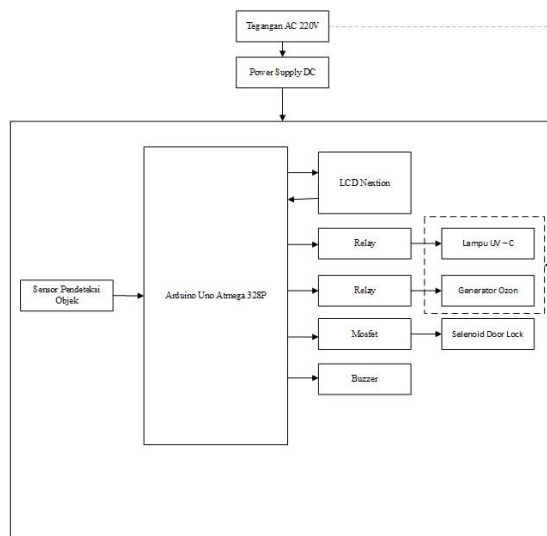 Tegangan AC 220V
Power Supply DC
LCD Nextion
Relay
Lampu UV – C
Sensor Pendeteksi
Objek
Arduino Uno Atmega 328P
Relay
Generator Ozon
Mosfet
Selenoid Door Lock
Buzzer